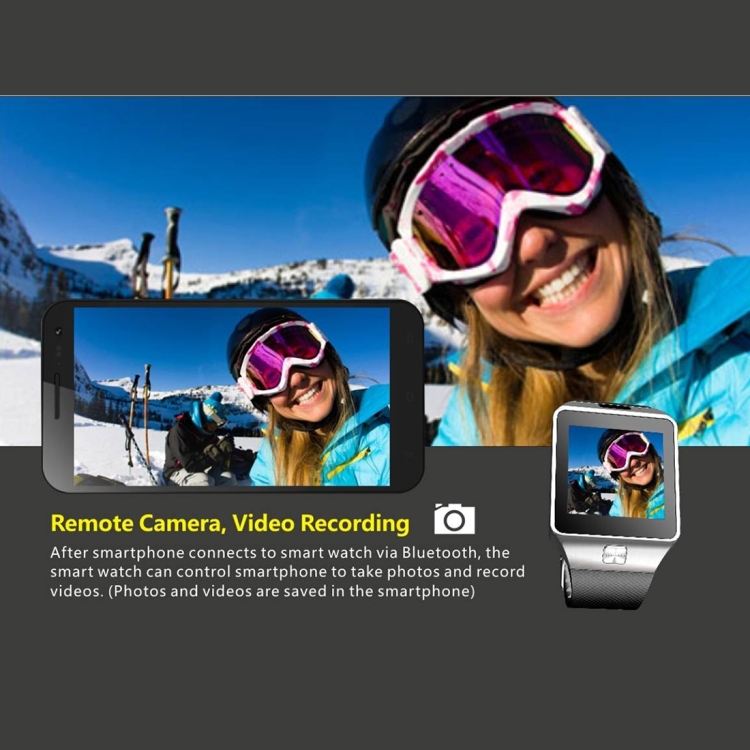 Remote Camera, Video Recording
After smartphone connects to smart watch via Bluetooth, the
smart watch can control smartphone to take photos and record
videos. (Photos and videos are saved in the smartphone)